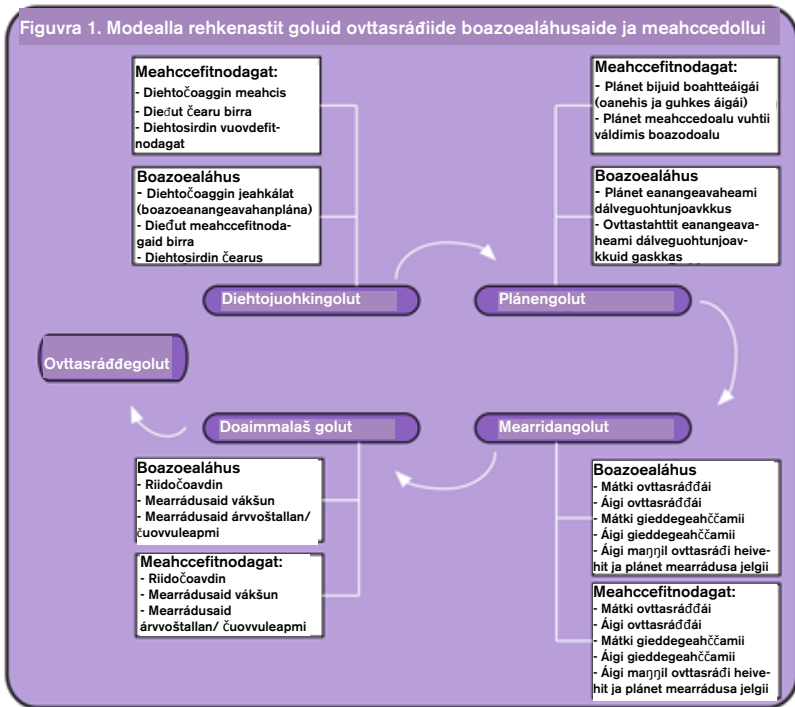 Figuvra 1. Modealla rehkenastit goluid ovttasráđiide boazoealáhusaide ja meahccedollui
Meahccefitnodagat:
- Diehtočoaggin meahcis
- Dieđut čearu birra
- Diehtosirdin vuovdefit-
nodagat
Boazoealáhus
- Diehtočoaggin jeahkálat
(boazoeanangeavahanplána)
- Dieđut meahccefitnoda-
gaid birra
- Diehtosirdin čearus
Diehtojuohkingolut
Meahccefitnodagat:
- Plánet bijuid boahtteáigái
(oanehis ja guhkes áigái)
- Plánet meahccedoalu vuhtii
váldimis boazodoalu
Boazoealáhus
- Plánet eanangeavaheami
dálveguohtunjoavkkus
- Ovttastahttit eanangeava-
heami dálveguohtunjoav-
kkuid gaskkas
Plánengolut
Ovttasráđđegolut
Doaimmalaš golut
Boazoealáhus
- Riidočoavdin
- Mearrádusaid vákšun
- Mearrádusaid árvvoštallan/
čuovvuleapmi
Meahccefitnodagat:
- Riidočoavdin
- Mearrádusaid vákšun
- Mearrádusaid
árvvoštallan/ čuovvuleapmi
Mearridangolut
Boazoealáhus
- Mátki ovttasráđđái
- Áigi ovttasráđđái
- Mátki gieddegeahččamii
- Áigi gieddegeahččamii
- Áigi maŋŋil ovttasráđi heive-
hit ja plánet mearrádusa jelgii
Meahccefitnodagat:
- Mátki ovttasráđđái
- Áigi ovttasráđđái
- Mátki gieddegeahččamii
- Áigi gieddegeahččamii
- Áigi maŋŋil ovttasráđi heive-
hit ja plánet mearrádusa jelgii